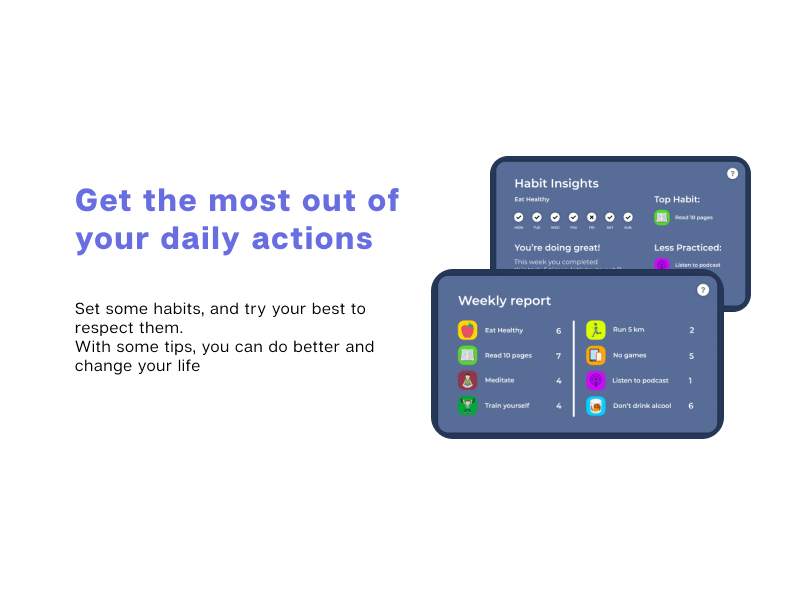 Get the most out of
your daily actions
Set some habits, and try your best to
respect them.
With some tips, you can do better and
change your life
Habit Insights
?
Eat Healthy
MON TUE WED THU FRI SAT SUN
Top Habit:
Read 10 pages
You're doing great!
This week you completed
Less Practiced:
Listen to podcast
Weekly report
?
Eat Healthy 6
Read 10 pages 7
Meditate 4
Train yourself 4
Run 5 km 2
No games 5
Listen to podcast 1
Don't drink alcool 6